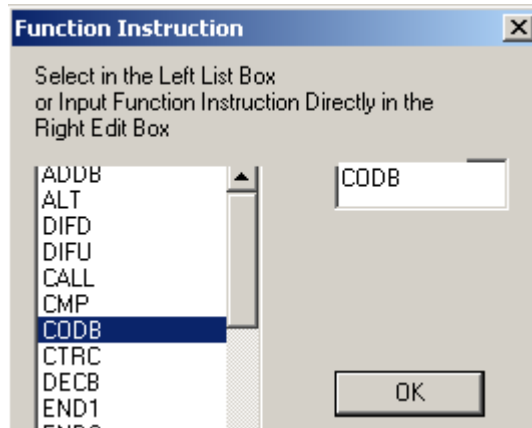 Function Instruction
Select in the Left List Box
or Input Function Instruction Directly in the
Right Edit Box
ADDB
CODB
ALT
DIFD
DIFU
CALL
CMP
CODB
CTRC
DECB
OK
END1